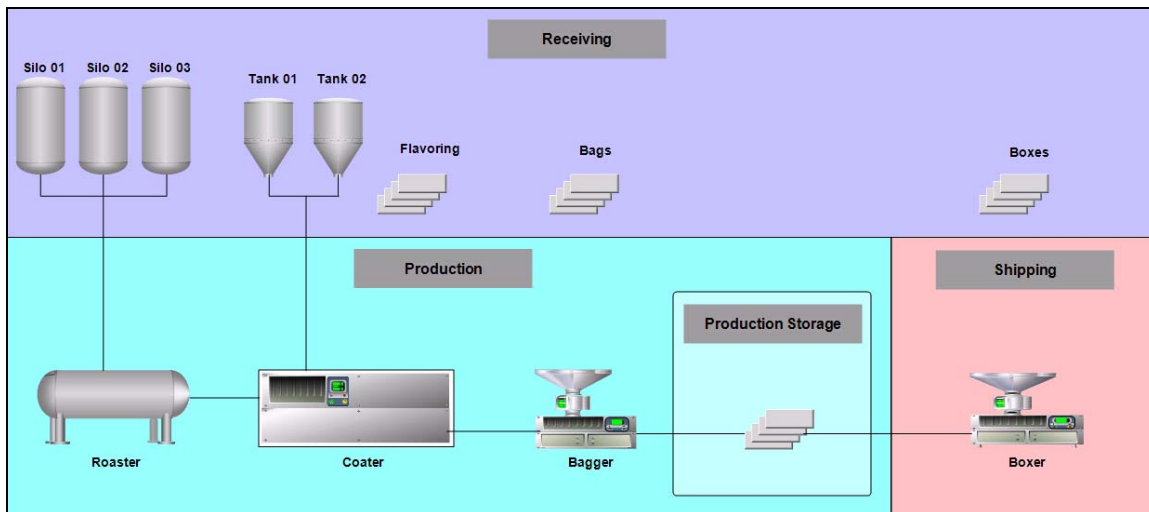 Receiving
Silo 01
Silo 02
Silo 03
Tank 01
Tank 02
Flavoring
Bags
Boxes
Production
Shipping
Production Storage
Roaster
Coater
Bagger
Boxer